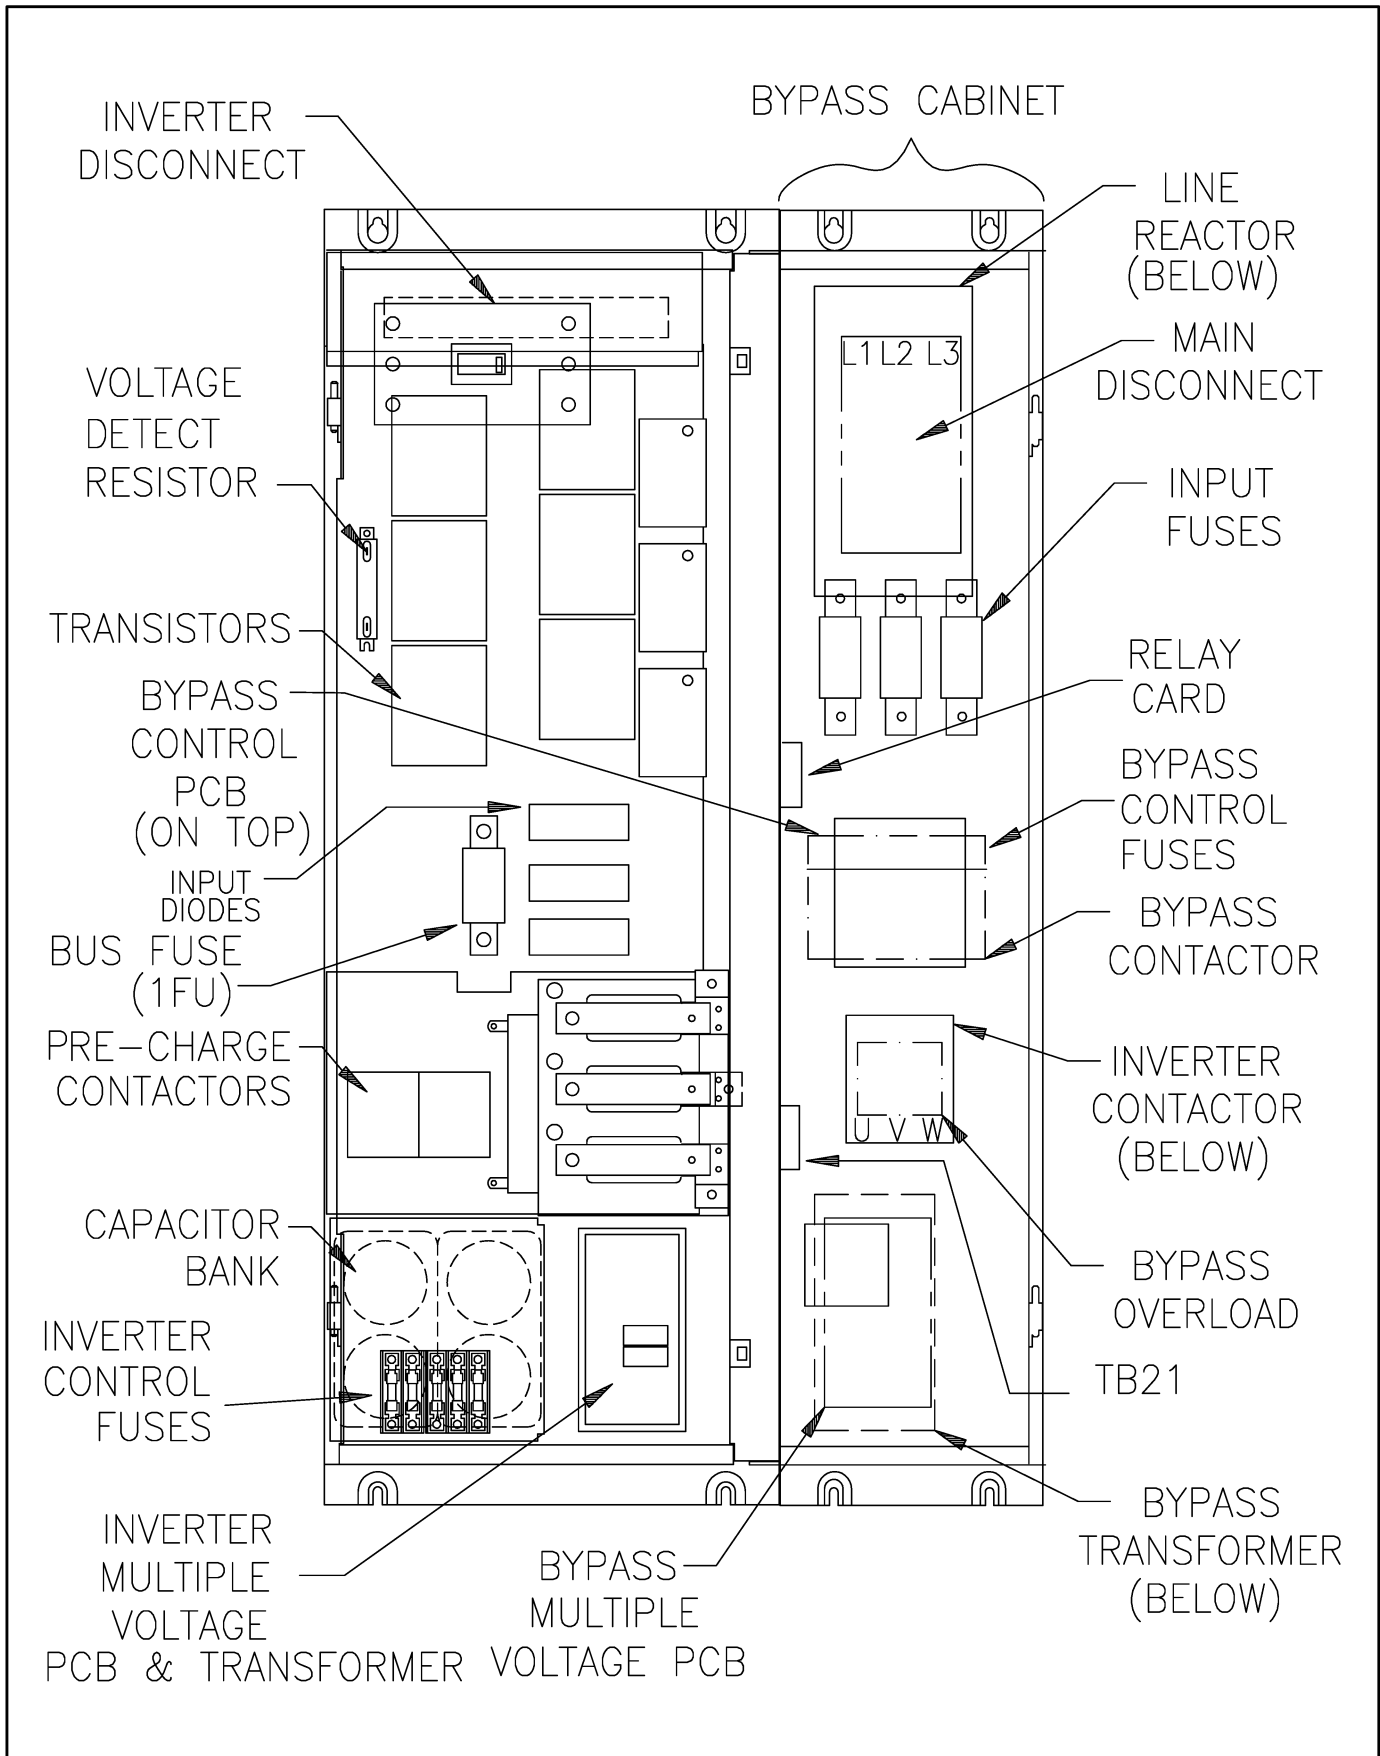 BYPASS CABINET
INVERTER
DISCONNECT
LINE
REACTOR
(BELOW)
L1 L2 L3
MAIN
DISCONNECT
VOLTAGE
DETECT
RESISTOR
INPUT
FUSES
TRANSISTORS
RELAY
CARD
BYPASS
CONTROL
PCB
(ON TOP)
BYPASS
CONTROL
FUSES
INPUT
DIODES
BYPASS
CONTACTOR
BUS FUSE
(1FU)
PRE-CHARGE
CONTACTORS
INVERTER
CONTACTOR
(BELOW)
U V W
CAPACITOR
BANK
BYPASS
OVERLOAD
INVERTER
CONTROL
FUSES
TB21
INVERTER
MULTIPLE
VOLTAGE
PCB & TRANSFORMER
BYPASS
MULTIPLE
VOLTAGE PCB
BYPASS
TRANSFORMER
(BELOW)